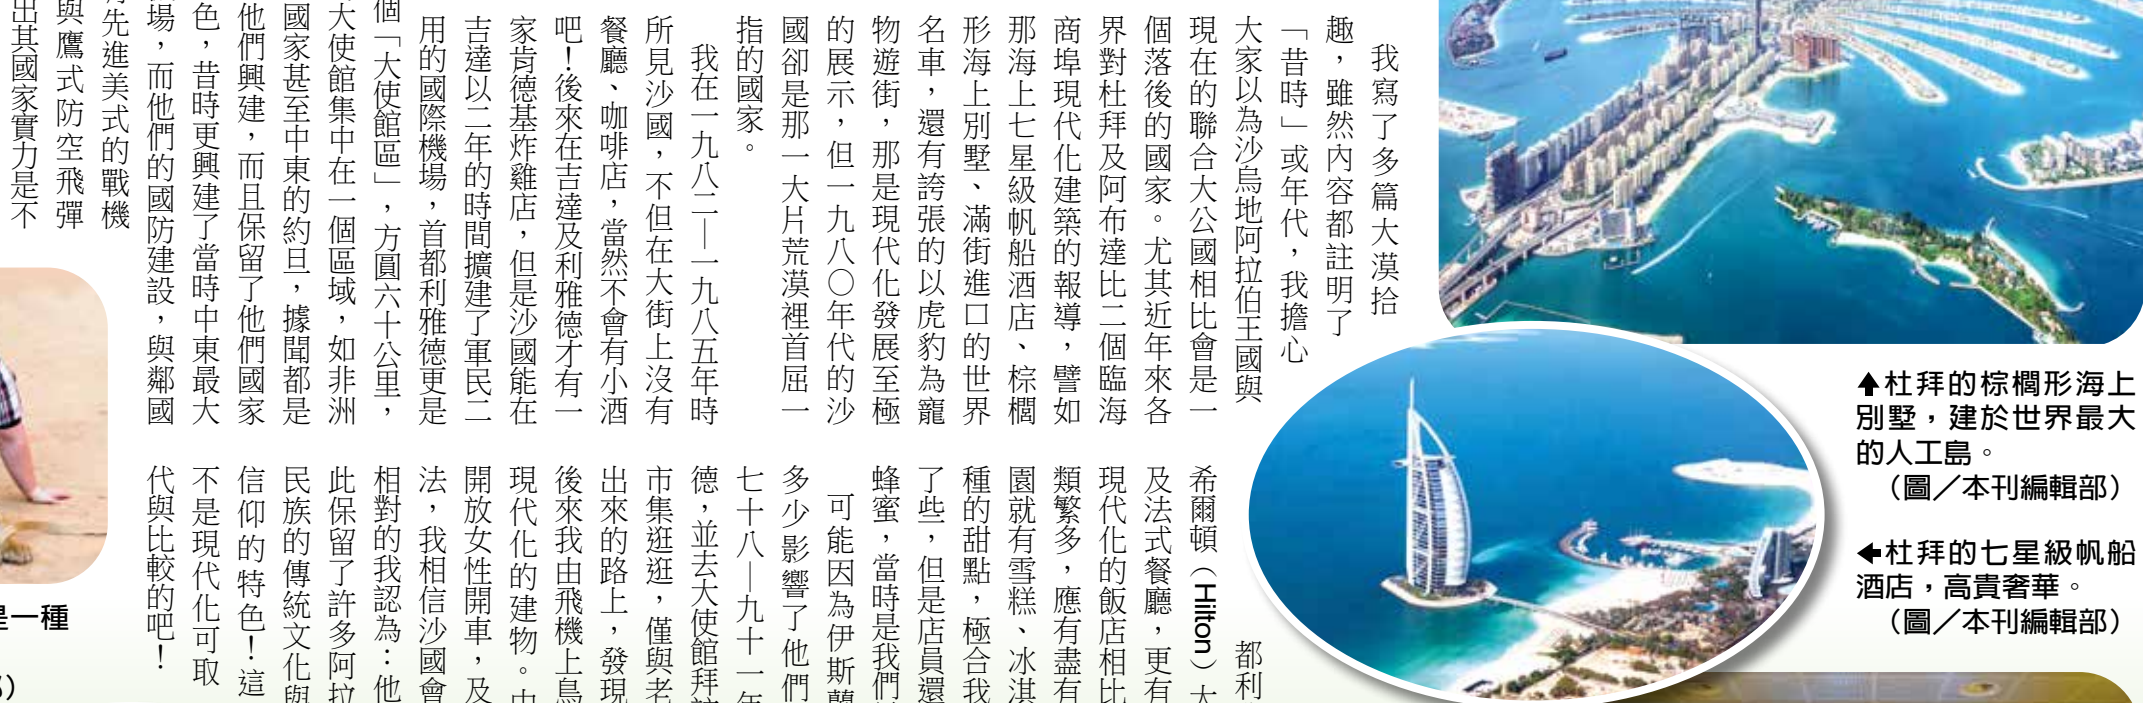 我寫了多篇大漠拾
趣，雖然內容都註明了
「昔時」或年代，我擔心
大家以為沙烏地阿拉伯王國與
現在的聯合大公國相比會是一
個落後的國家。尤其近年來各
界對杜拜及阿布達比二個臨海
商埠現代化建築的報導，譬如
那海上七星級帆船酒店、棕櫚
形海上別墅、滿街進口的世界
名車，還有誇張的以虎豹為寵
物遊街，那是現代化發展至極
的展示，但一九八〇年代的沙
國卻是那一大片荒漠裡首屈一
指的國家。
我在一九八二—一九八五年時
所見沙國，不但在大街上沒有
餐廳、咖啡店，當然不會有小酒
吧！後來在吉達及利雅德才有一
家肯德基炸雞店，但是沙國能在
吉達以二年的時間擴建了軍民二
用的國際機場，首都利雅德更是
個「大使館區」，方圓六十公里，
大使館集中在一個區域，如非洲
國家甚至中東的約旦，據聞都是
他們興建，而且保留了他們國家
色，昔時更興建了當時中東最大
場，而他們的國防建設，與鄰國
先進美式的戰機
與鷹式防空飛彈
出其國家實力是不
都利
希爾頓（Hilton）大
及法式餐廳，更有
現代化的飯店相比
類繁多，應有盡有
園就有雪糕、冰淇
種的甜點，極合我
了些，但是店員還
蜂蜜，當時是我們
可能因為伊斯蘭
多少影響了他們
七十八—九十一年
德，並去大使館拜訪
市集逛逛，僅與老
出來的路上，發現
後來我由飛機上鳥
現代化的建物。由
開放女性開車，及
法，我相信沙國會
相對的我認為：他
此保留了許多阿拉
民族的傳統文化與
信仰的特色！這
不是現代化可取
代與比較的吧！
↑杜拜的棕櫚形海上
別墅，建於世界最大
的人工島。
（圖／本刊編輯部）
←杜拜的七星級帆船
酒店，高貴奢華。
（圖／本刊編輯部）
是一種